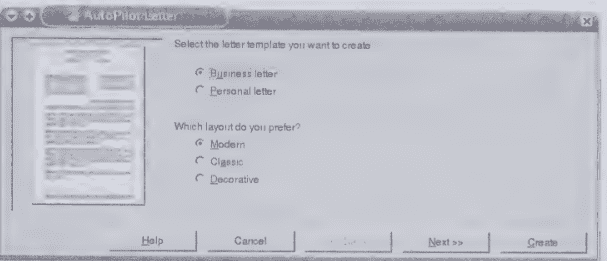 AutoPilot Letter
Select the letter template you want to create
Business letter
Personal letter
Which layout do you prefer?
Modern
Classic
Decorative
Help Cancel Next >> Create